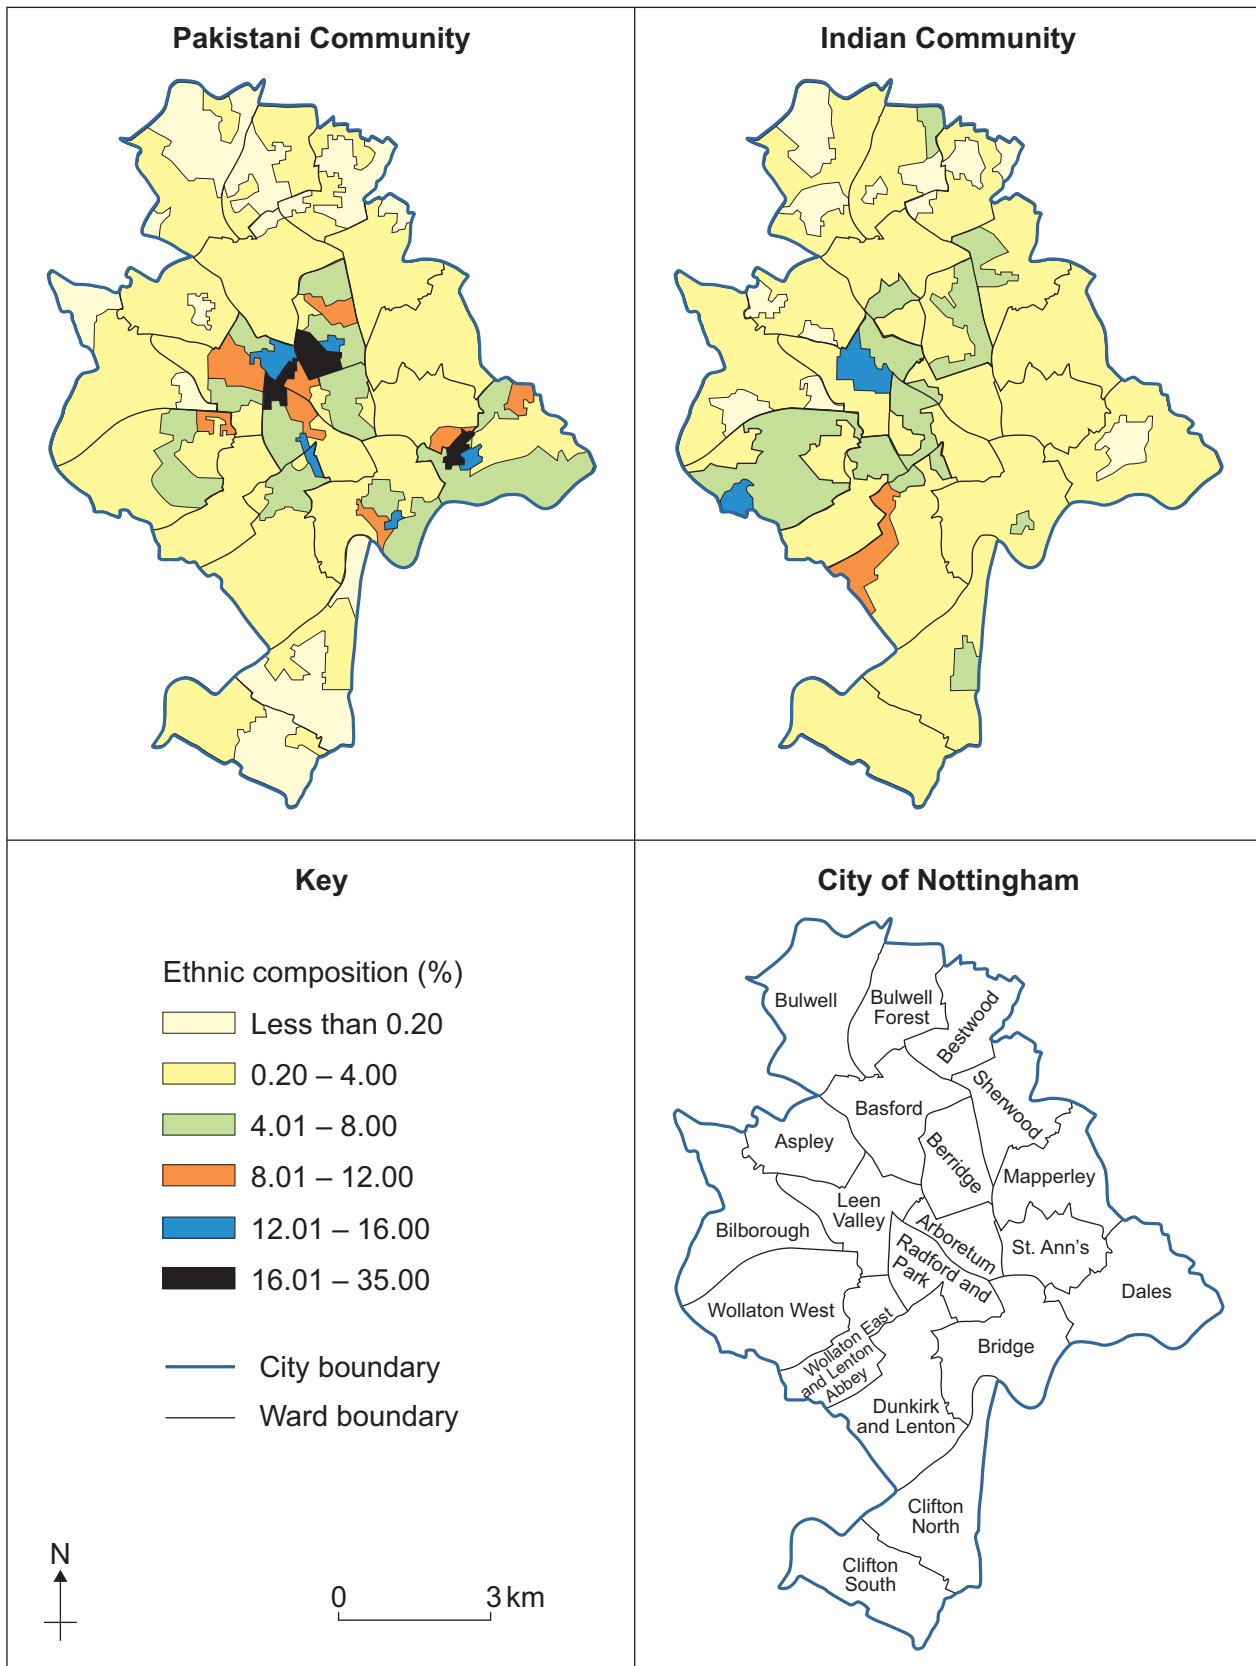 Pakistani Community
Indian Community
Key
Ethnic composition (%)
Less than 0.20
0.20 – 4.00
4.01 – 8.00
8.01 – 12.00
12.01 – 16.00
16.01 – 35.00
City boundary
Ward boundary
N
0
3 km
City of Nottingham
Bulwell
Bulwell
Forest
Bestwood
Sherwood
Basford
Aspley
Berridge
Mapperley
Leen
Valley
Bilborough
Arboretum
St. Ann's
Radford and
Park
Dales
Wollaton West
Wollaton East
and Lenton
Abbey
Bridge
Dunkirk
and Lenton
Clifton
North
Clifton
South